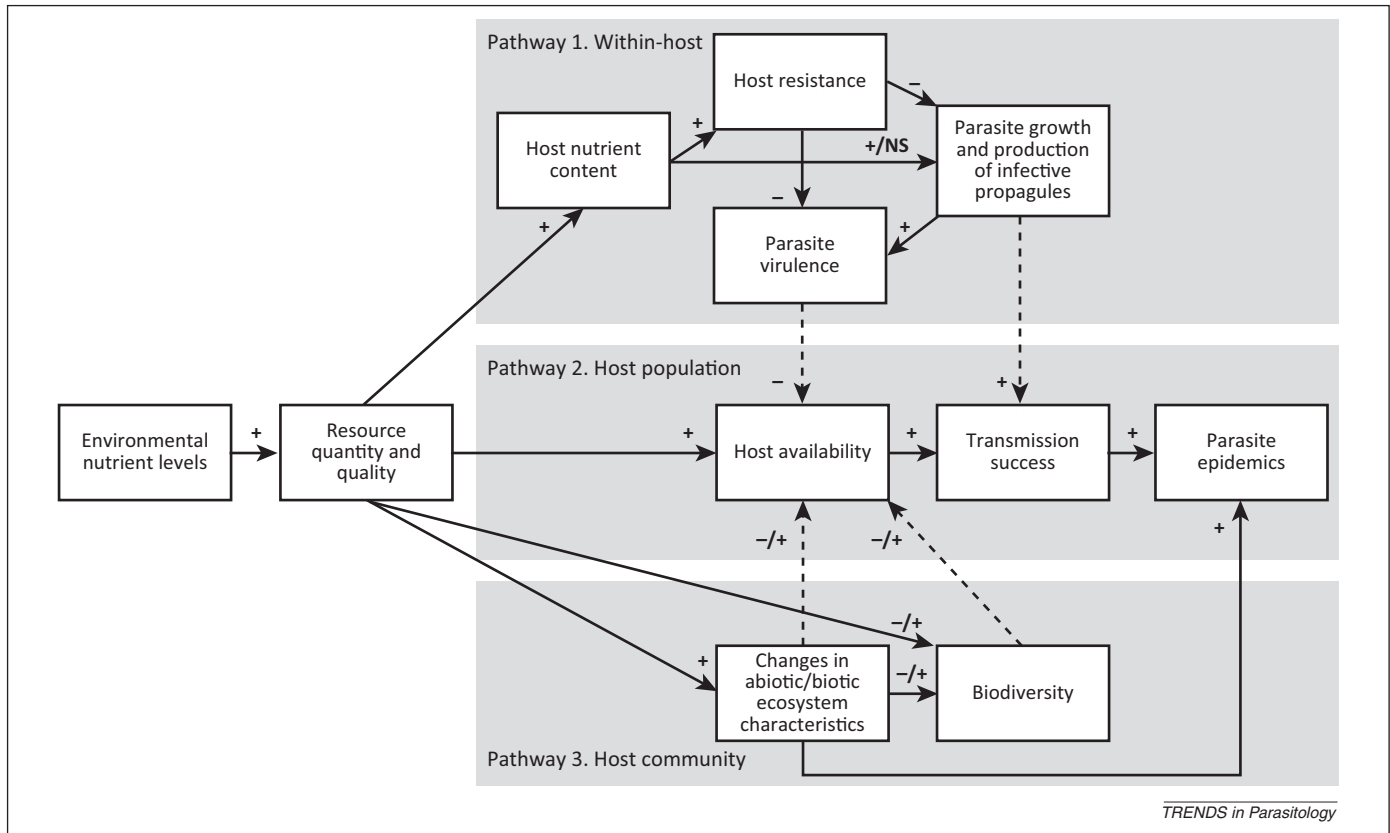 Pathway 1. Within-host
Host resistance
–
Host nutrient
content
+
+/NS
Parasite growth
and production
of infective
propagules
–
+
Parasite
virulence
+
Pathway 2. Host population
–
+
Environmental
nutrient levels
+
Resource
quantity and
quality
+
Host availability
+
Transmission
success
+
Parasite
epidemics
–/+
–/+
+
–/+
+
Changes in
abiotic/biotic
ecosystem
characteristics
–/+
Biodiversity
Pathway 3. Host community
TRENDS in Parasitology